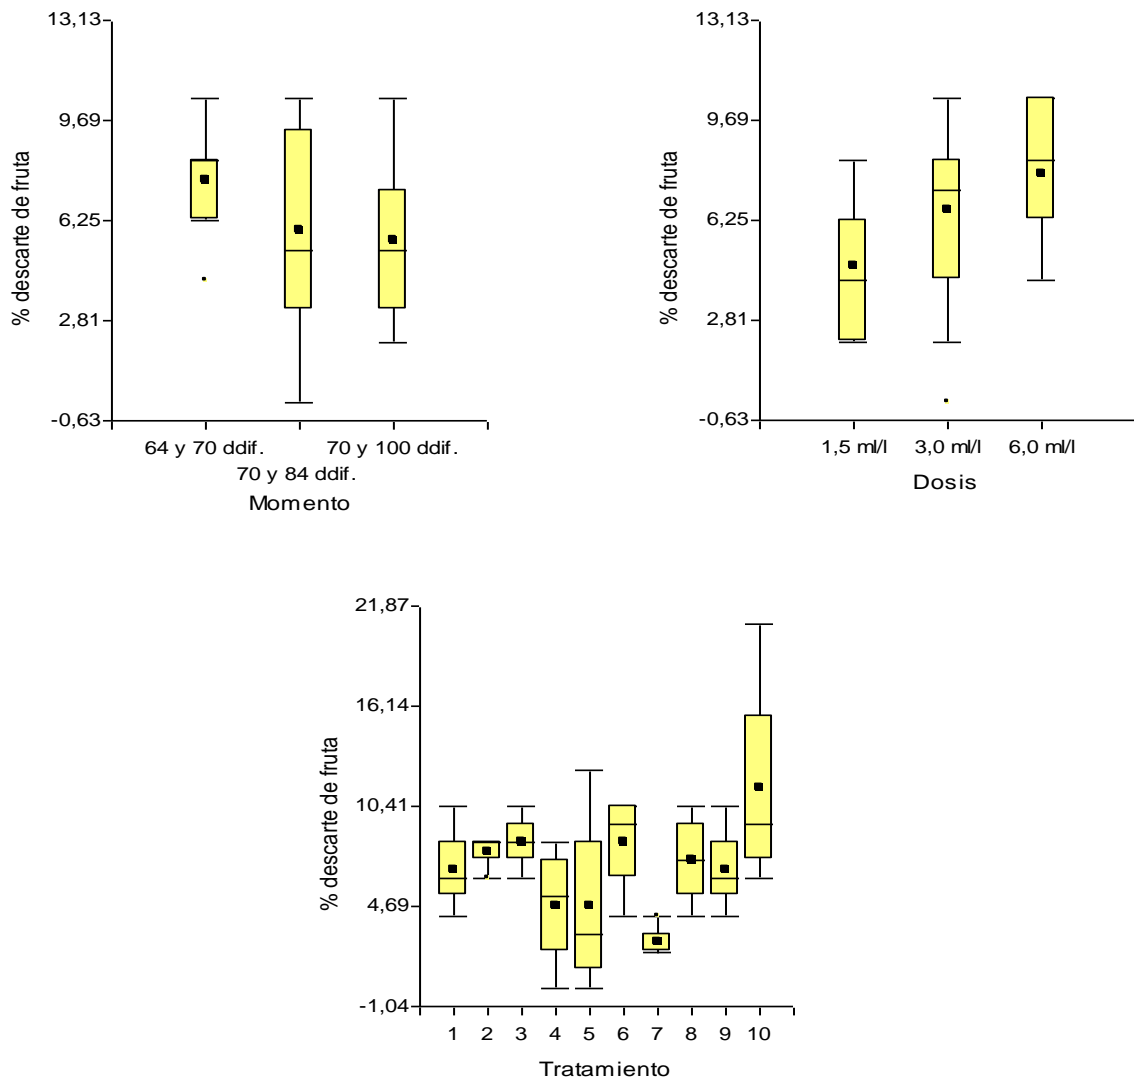 13,13
9,69
6,25
2,81
-0,63
% descarte de fruta
64 y 70 ddif.
70 y 100 ddif.
70 y 84 ddif.
Momento
13,13
9,69
6,25
2,81
-0,63
% descarte de fruta
1,5 ml/l 3,0 ml/l 6,0 ml/l
Dosis
21,87
16,14
10,41
4,69
-1,04
% descarte de fruta
1 2 3 4 5 6 7 8 9 10
Tratamiento